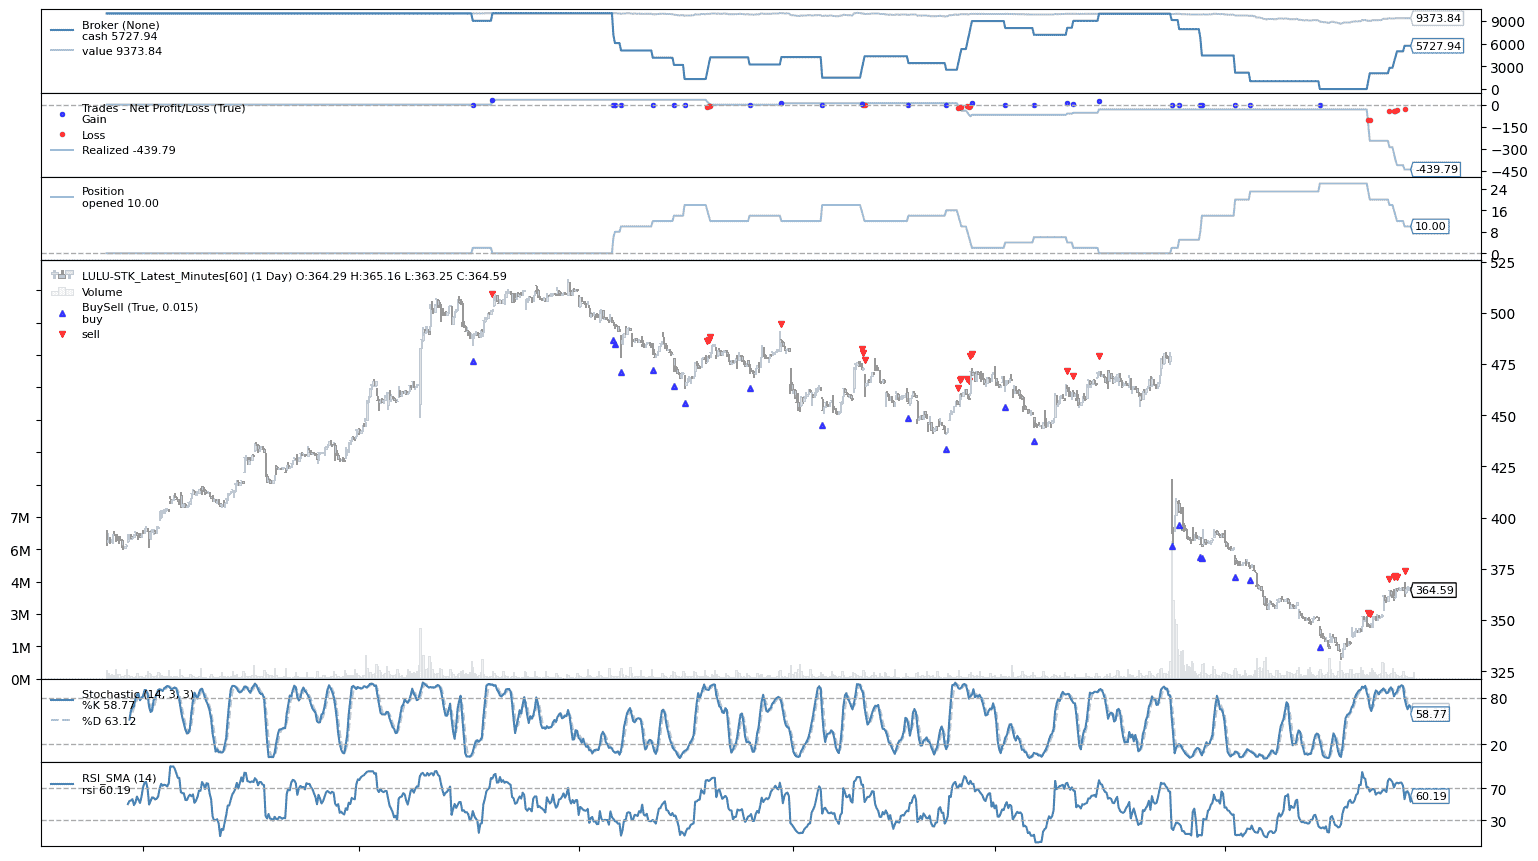 Broker (None)
cash 5727.94
value 9373.84
9373.84
5727.94
9000
6000
3000
0
Trades - Net Profit/Loss (True)
Gain
Loss
Realized -439.79
0
−150
−300
−450
-439.79
Position
opened 10.00
24
16
8
0
10.00
LULU-STK_Latest_Minutes[60] (1 Day) O:364.29 H:365.16 L:363.25 C:364.59
Volume
BuySell (True, 0.015)
buy
sell
525
500
475
450
425
400
375
350
325
364.59
7M
6M
4M
3M
1M
0M
Stochastic (14, 3, 3)
%K 58.77
%D 63.12
80
20
58.77
RSI_SMA (14)
rsi 60.19
70
30
60.19